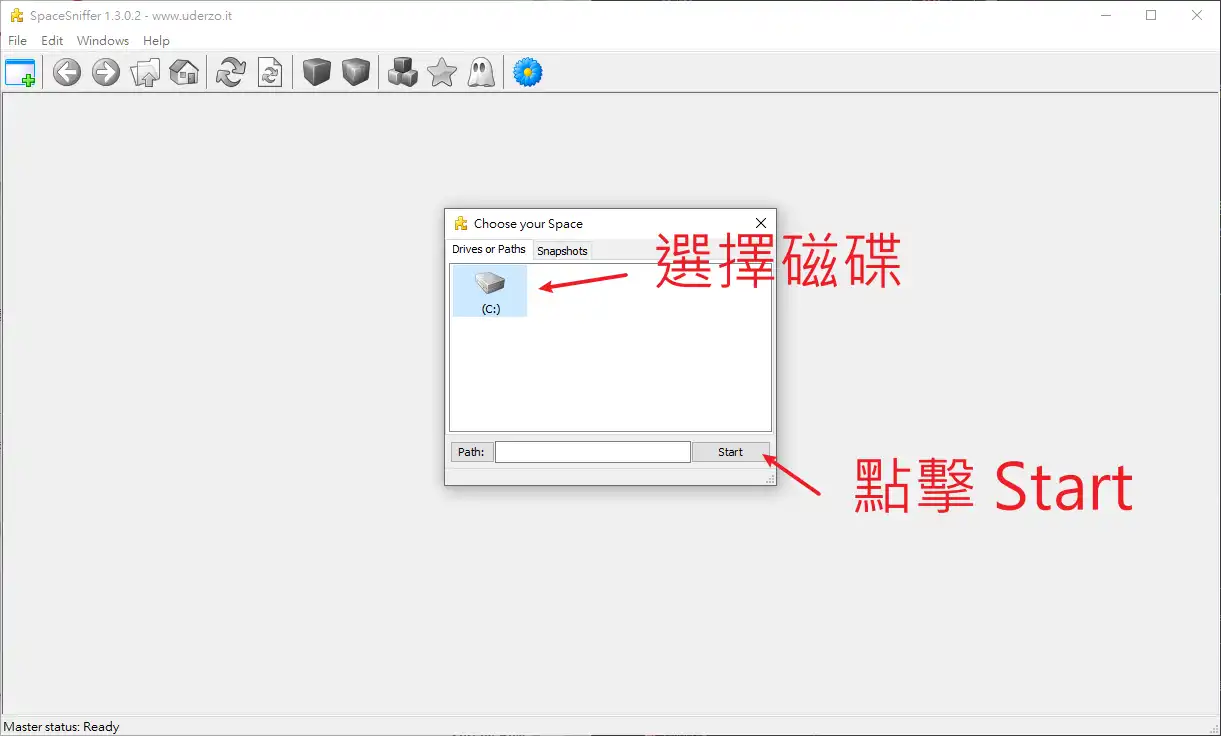 SpaceSniffer 1.3.0.2 - www.uderzo.it
File Edit Windows Help
Choose your Space
Drives or Paths Snapshots
選擇磁碟
(C:)
Path: Start
點擊 Start
Master status: Ready